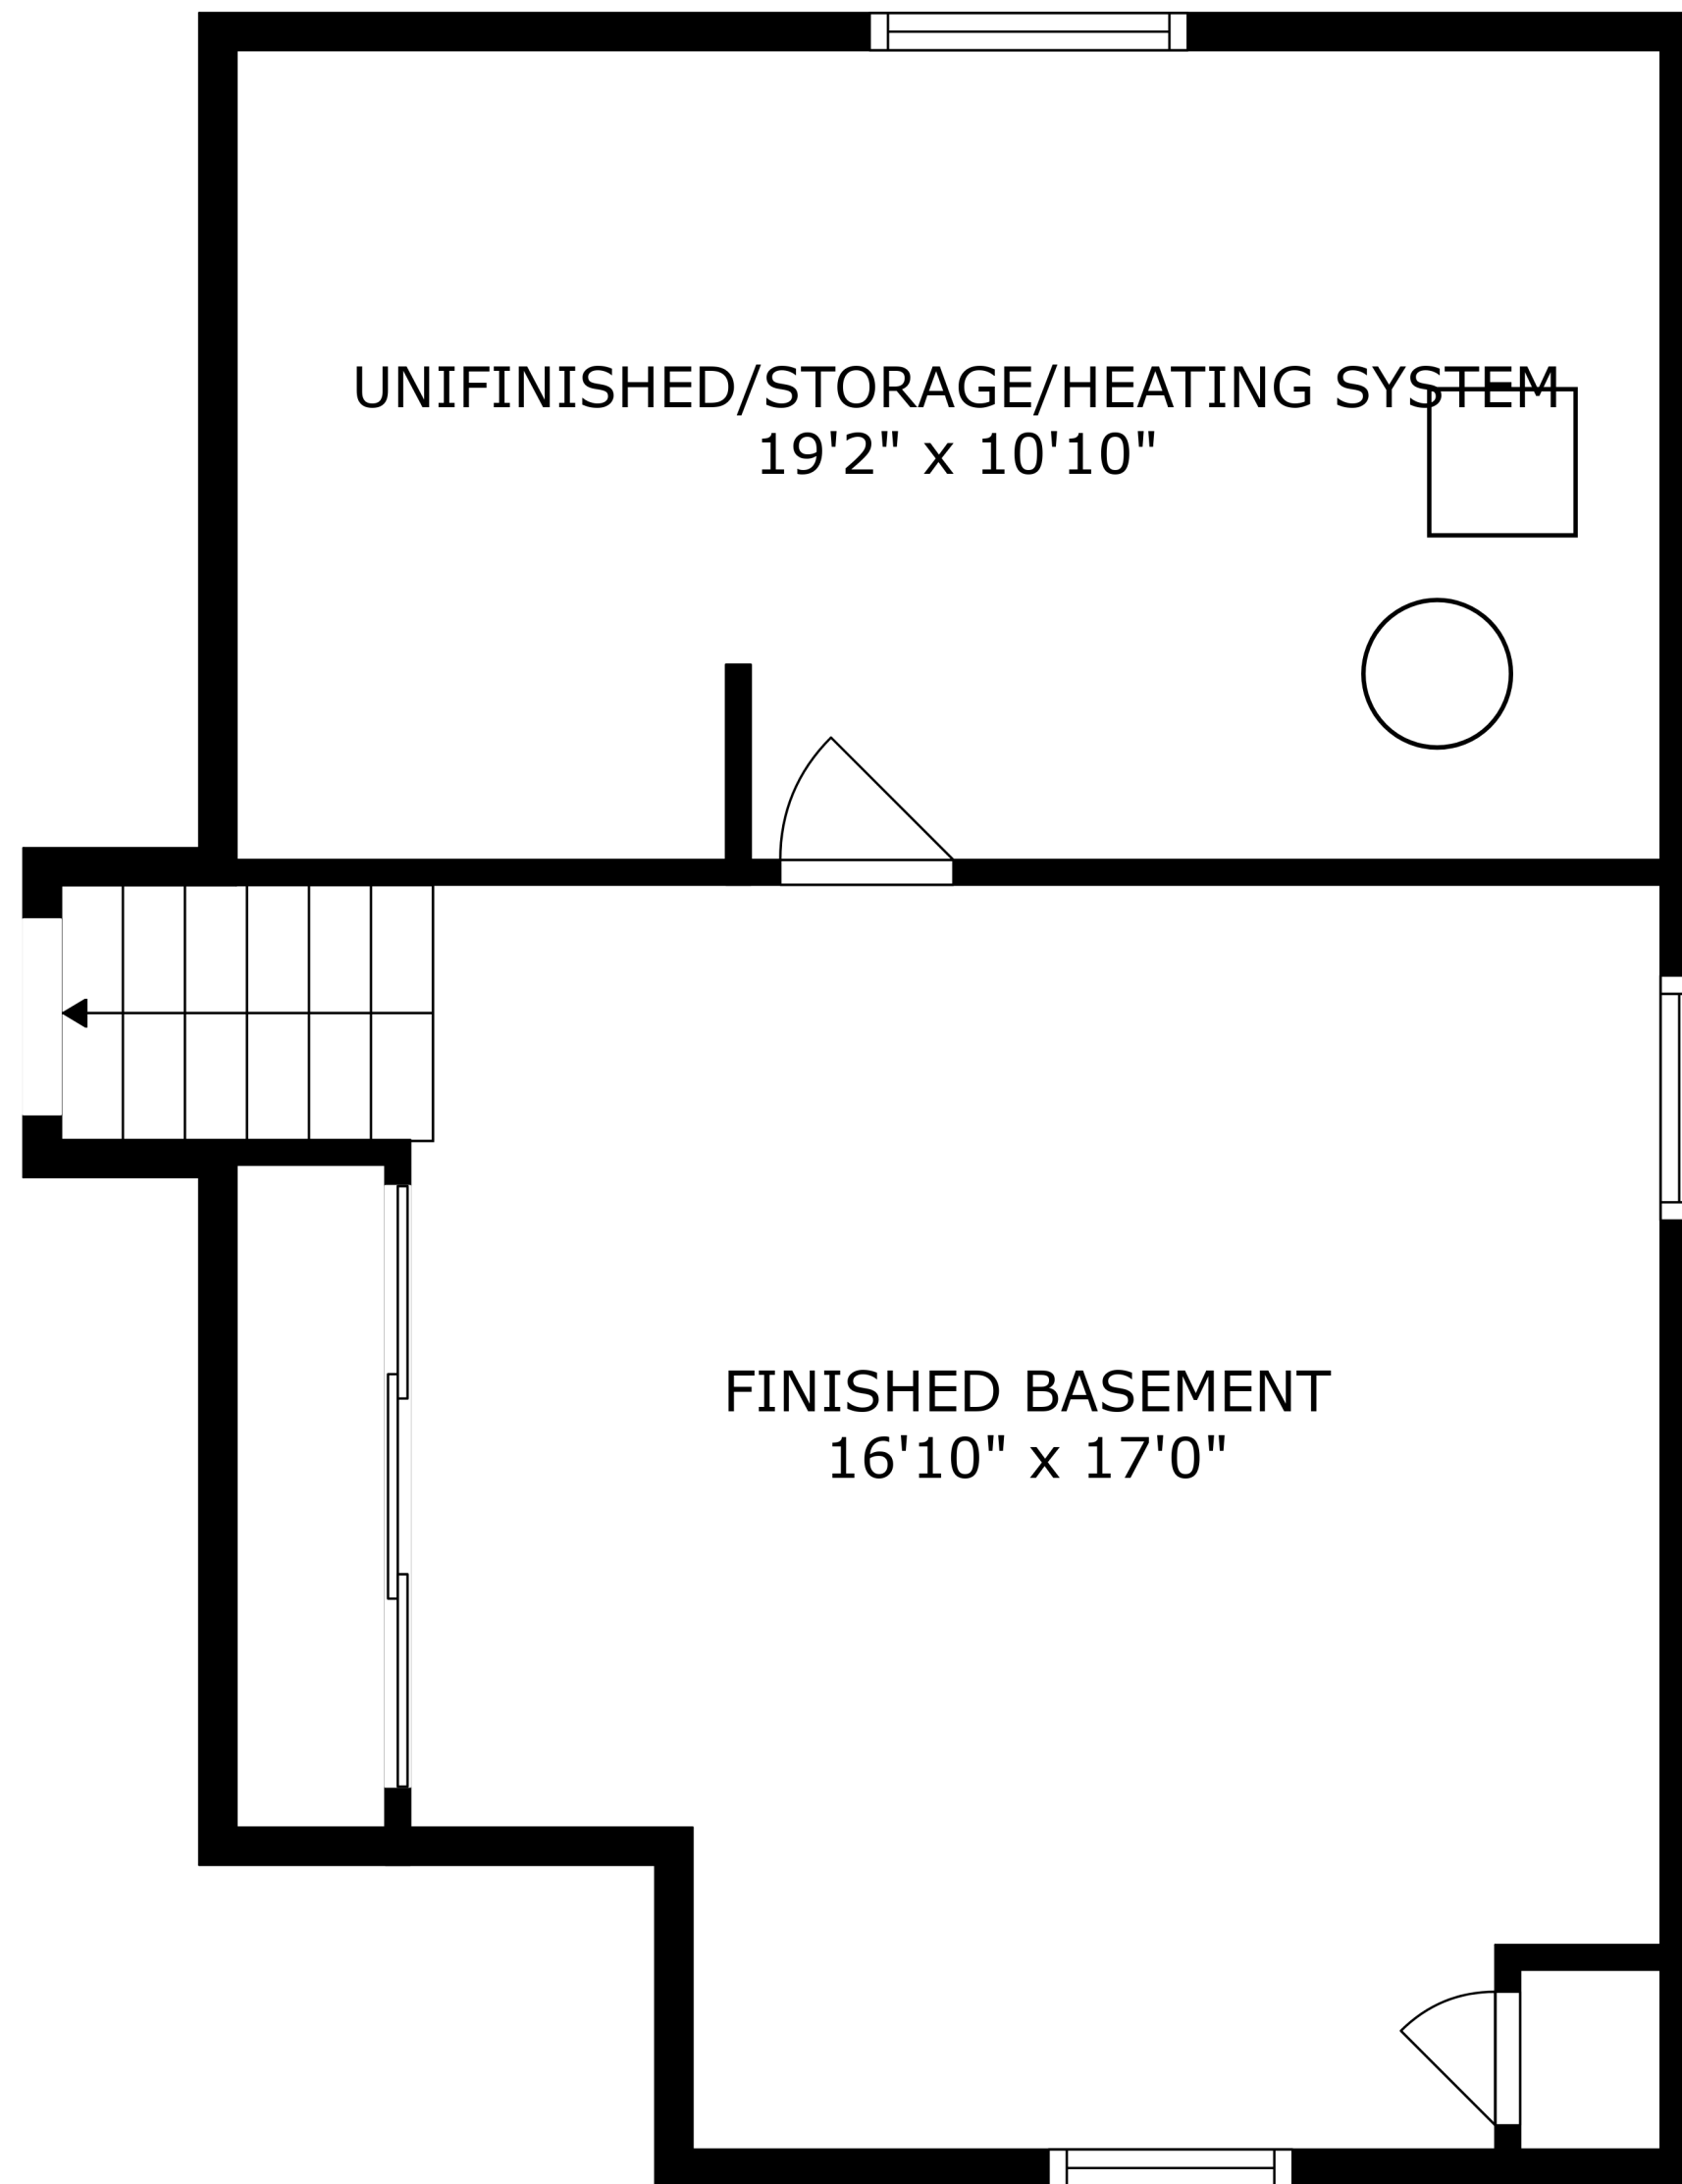 UNIFINISHED/STORAGE/HEATING SYSTEM
19'2" x 10'10"
FINISHED BASEMENT
16'10" x 17'0"